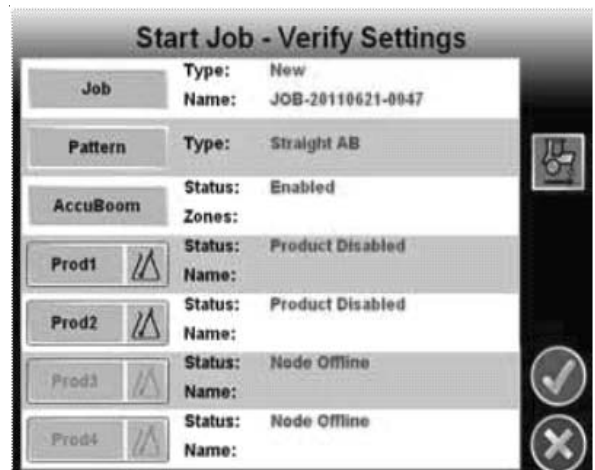 Start Job - Verify Settings
Job
Type: New
Name: JOB-20110621-0047
Pattern
Type: Straight AB
AccuBoom
Status: Enabled
Zones:
Prod1
Status: Product Disabled
Name:
Prod2
Status: Product Disabled
Name:
Prod3
Status: Node Offline
Name:
Prod4
Status: Node Offline
Name: